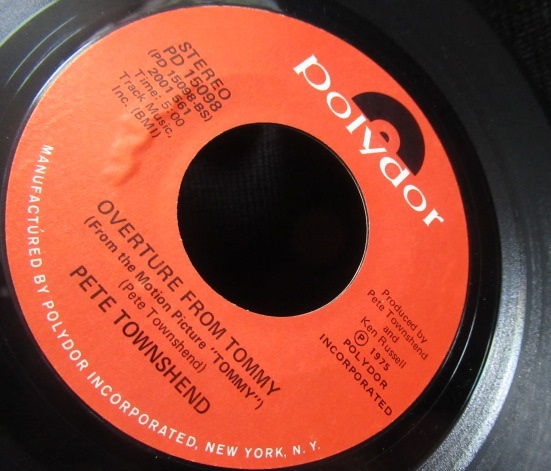 polydor
STEREO
PD 15098
(PD 15098 BS)
2001 561
Time: 5:00
Track Music,
Inc. (BMI)
OVERTURE FROM TOMMY
(From the Motion Picture "TOMMY")
(Pete Townshend)
PETE TOWNSHEND
Produced by
Pete Townshend
and
Ken Russell
Ⓟ 1975
POLYDOR
INCORPORATED
MANUFACTURED BY POLYDOR INCORPORATED, NEW YORK, N.Y.